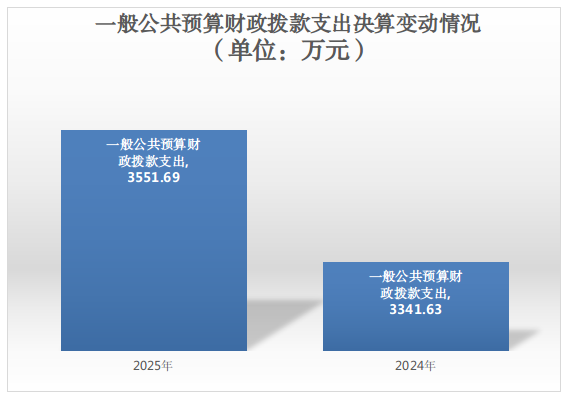 一般公共预算财政拨款支出决算变动情况
（单位：万元）
一般公共预算财
政拨款支出,
3551.69
一般公共预算财
政拨款支出,
3341.63
2025年
2024年